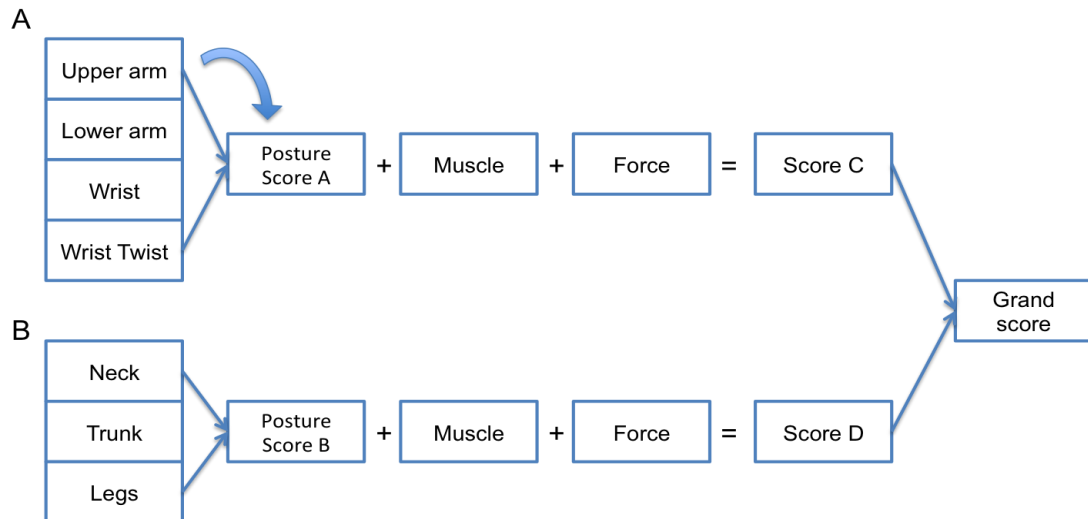 A
Upper arm
Lower arm
Wrist
Wrist Twist
Posture
Score A
+
Muscle
+
Force
=
Score C
Grand
score
B
Neck
Trunk
Legs
Posture
Score B
+
Muscle
+
Force
=
Score D